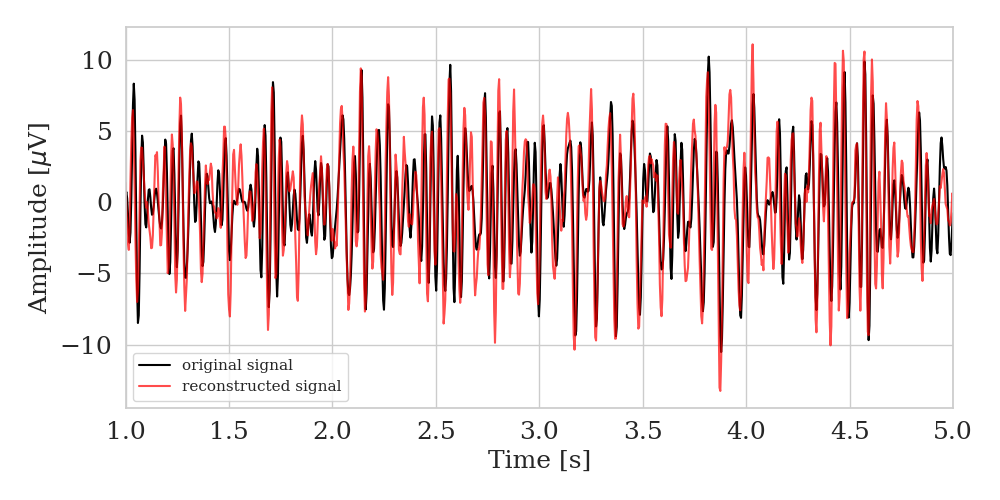 Amplitude [μV]
10
5
0
−5
−10
original signal
reconstructed signal
1.0 1.5 2.0 2.5 3.0 3.5 4.0 4.5 5.0
Time [s]